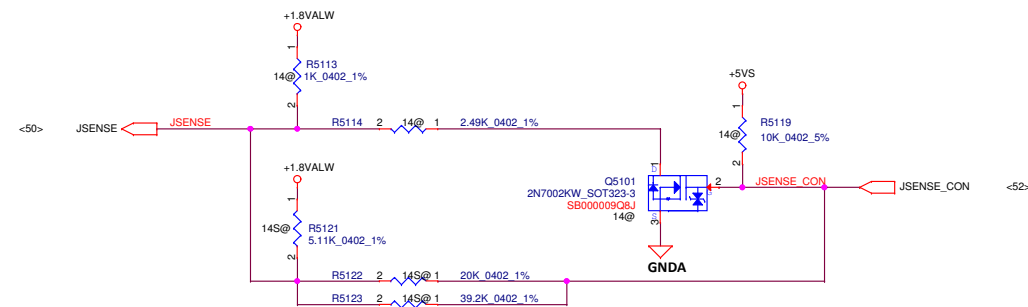 +1.8VALW
1
R5113
14@
1K_0402_1%
2
+5VS
1
R5119
14@
10K_0402_5%
2
<50>
JSENSE
JSENSE
R5114
2
14@
1
2.49K_0402_1%
+1.8VALW
1
R5121
14S@
5.11K_0402_1%
2
Q5101
2N7002KW_SOT323-3
SB000009Q8J
14@
1
D
2
G
S
3
GNDA
JSENSE_CON
JSENSE_CON
<52>
R5122
2
14S@
1
20K_0402_1%
R5123
2
14S@
1
39.2K_0402_1%